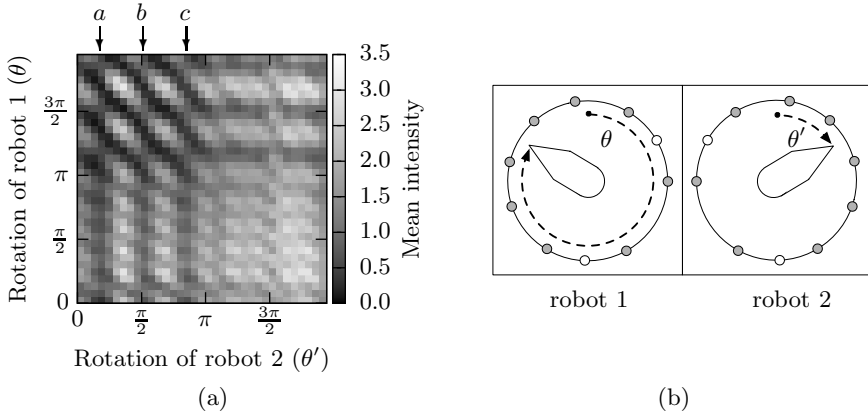 a b c
Rotation of robot 1 (θ)
3π/2
π
π/2
0
0 π/2 π 3π/2
Rotation of robot 2 (θ′)
3.5
3.0
2.5
2.0
1.5
1.0
0.5
0.0
Mean intensity
(a)
θ
θ′
robot 1 robot 2
(b)